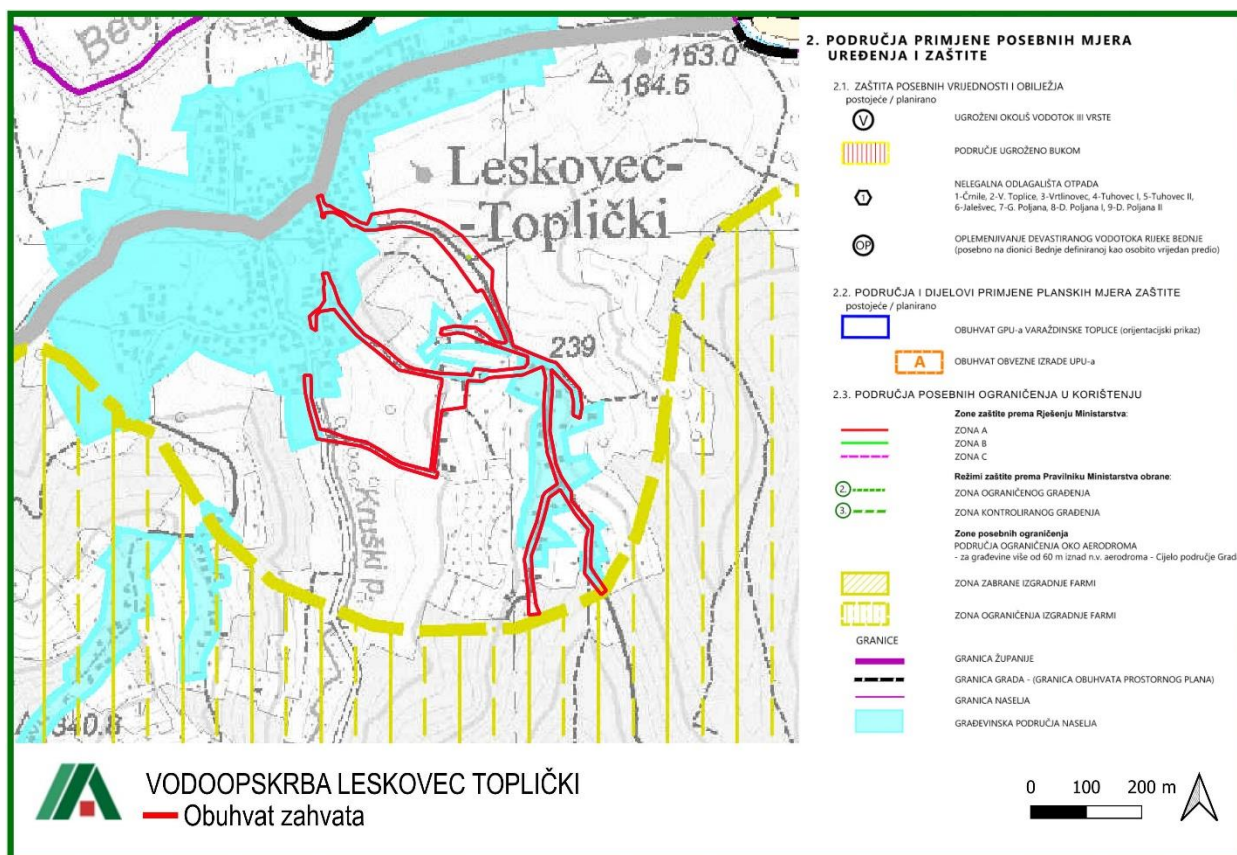 Bed
163.0
184.5
Leskovec-
-Toplički
239
Kruški p.
340.8
2. PODRUČJA PRIMJENE POSEBNIH MJERA
UREĐENJA I ZAŠTITE
2.1. ZAŠTITA POSEBNIH VRIJEDNOSTI I OBILJEŽJA
postojeće / planirano
V UGROŽENI OKOLIŠ VODOTOK III VRSTE
PODRUČJE UGROŽENO BUKOM
1 NELEGALNA ODLAGALIŠTA OTPADA
1-Črnile, 2-V. Toplice, 3-Vrtlinovec, 4-Tuhovec I, 5-Tuhovec II,
6-Jalešvec, 7-G. Poljana, 8-D. Poljana I, 9-D. Poljana II
OP OPLEMENJIVANJE DEVASTIRANOG VODOTOKA RIJEKE BEDNJE
(posebno na dionici Bednje definiranoj kao osobito vrijedan predio)
2.2. PODRUČJA I DIJELOVI PRIMJENE PLANSKIH MJERA ZAŠTITE
postojeće / planirano
OBUHVAT GPU-a VARAŽDINSKE TOPLICE (orijentacijski prikaz)
A OBUHVAT OBVEZNE IZRADE UPU-a
2.3. PODRUČJA POSEBNIH OGRANIČENJA U KORIŠTENJU
Zone zaštite prema Rješenju Ministarstva:
ZONA A
ZONA B
ZONA C
Režimi zaštite prema Pravilniku Ministarstva obrane:
2. ZONA OGRANIČENOG GRAĐENJA
3. ZONA KONTROLIRANOG GRAĐENJA
Zone posebnih ograničenja
PODRUČJA OGRANIČENJA OKO AERODROMA
- za građevine više od 60 m iznad n.v. aerodroma - Cijelo područje Grad
ZONA ZABRANE IZGRADNJE FARMI
ZONA OGRANIČENJA IZGRADNJE FARMI
GRANICE
GRANICA ŽUPANIJE
GRANICA GRADA - (GRANICA OBUHVATA PROSTORNOG PLANA)
GRANICA NASELJA
GRAĐEVINSKA PODRUČJA NASELJA
VODOOPSKRBA LESKOVEC TOPLIČKI
Obuhvat zahvata
0 100 200 m